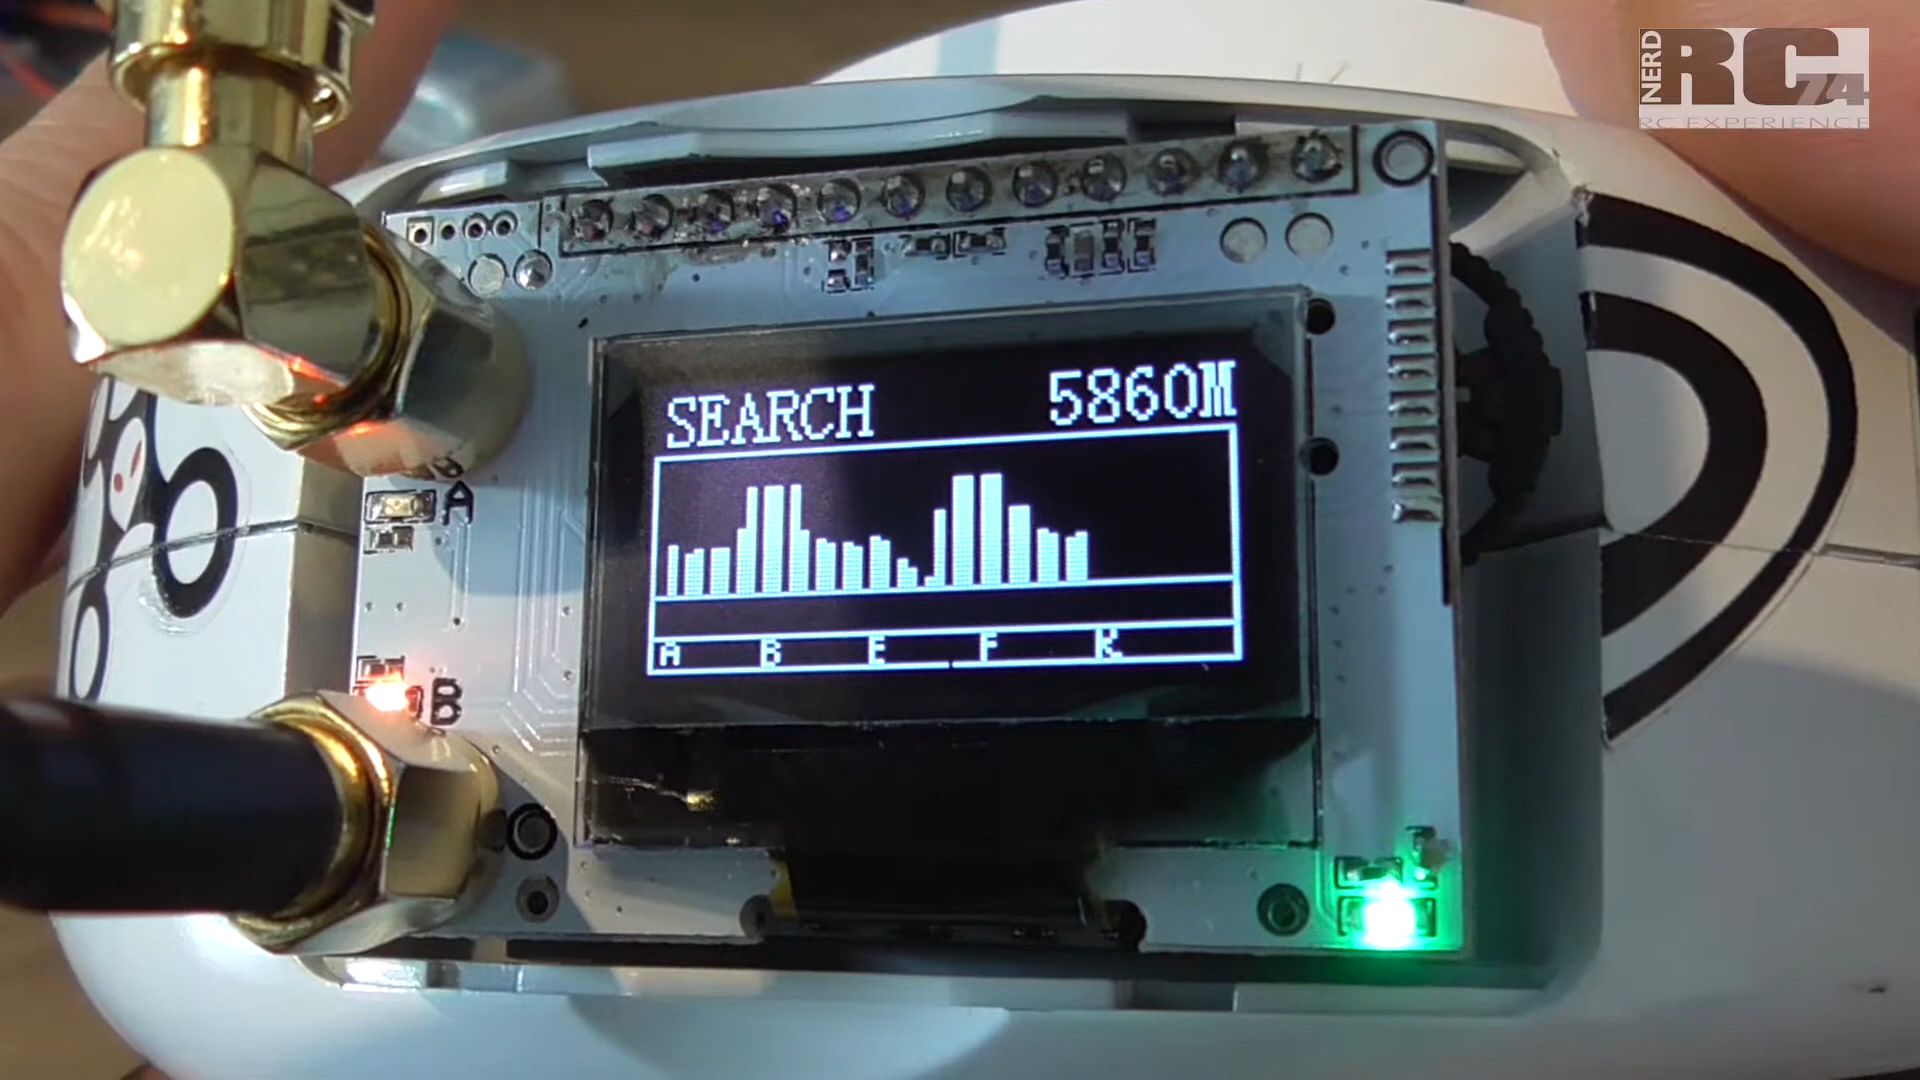 NERD
RC
74
RC EXPERIENCE
SEARCH 5860M
A
A B E F R
B